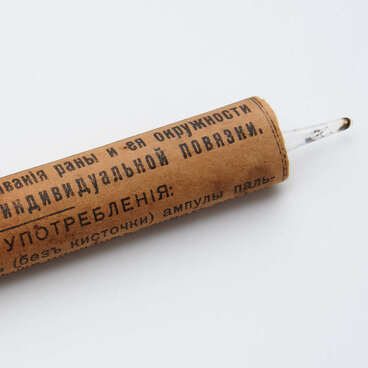 ванія раны и -ея окружности
индивидуальной повязки.
УПОТРЕБЛЕНІЯ:
(безъ кисточки) ампулы паль-